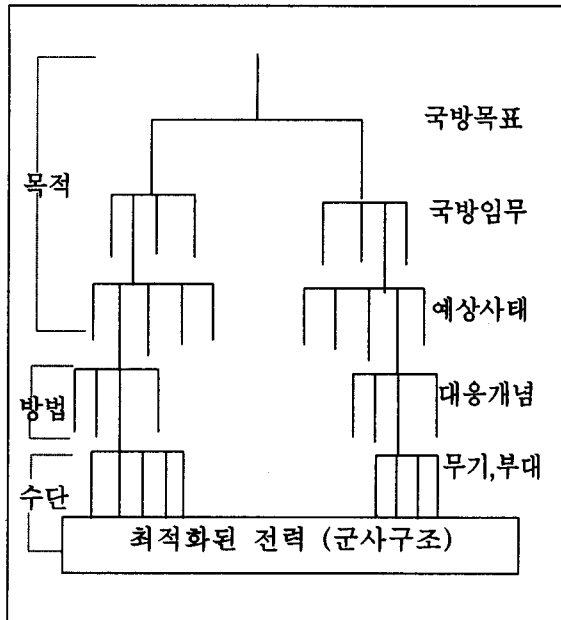 국방목표
목적
국방임무
예상사태
방법
대응개념
수단
무기,부대
최적화된 전력 (군사구조)